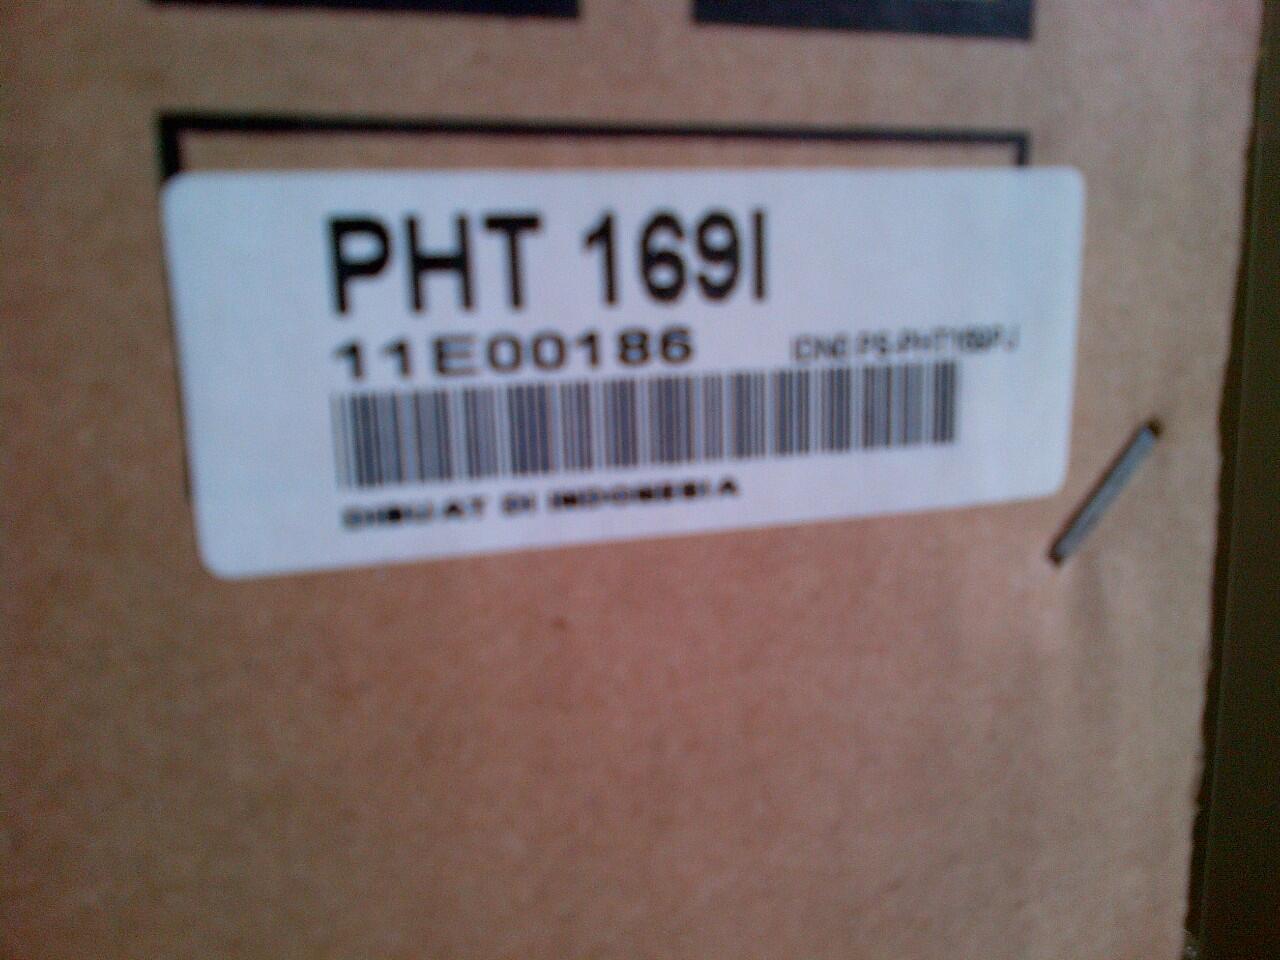 PHT 169I
11E00186
DIBUAT DI INDONESIA